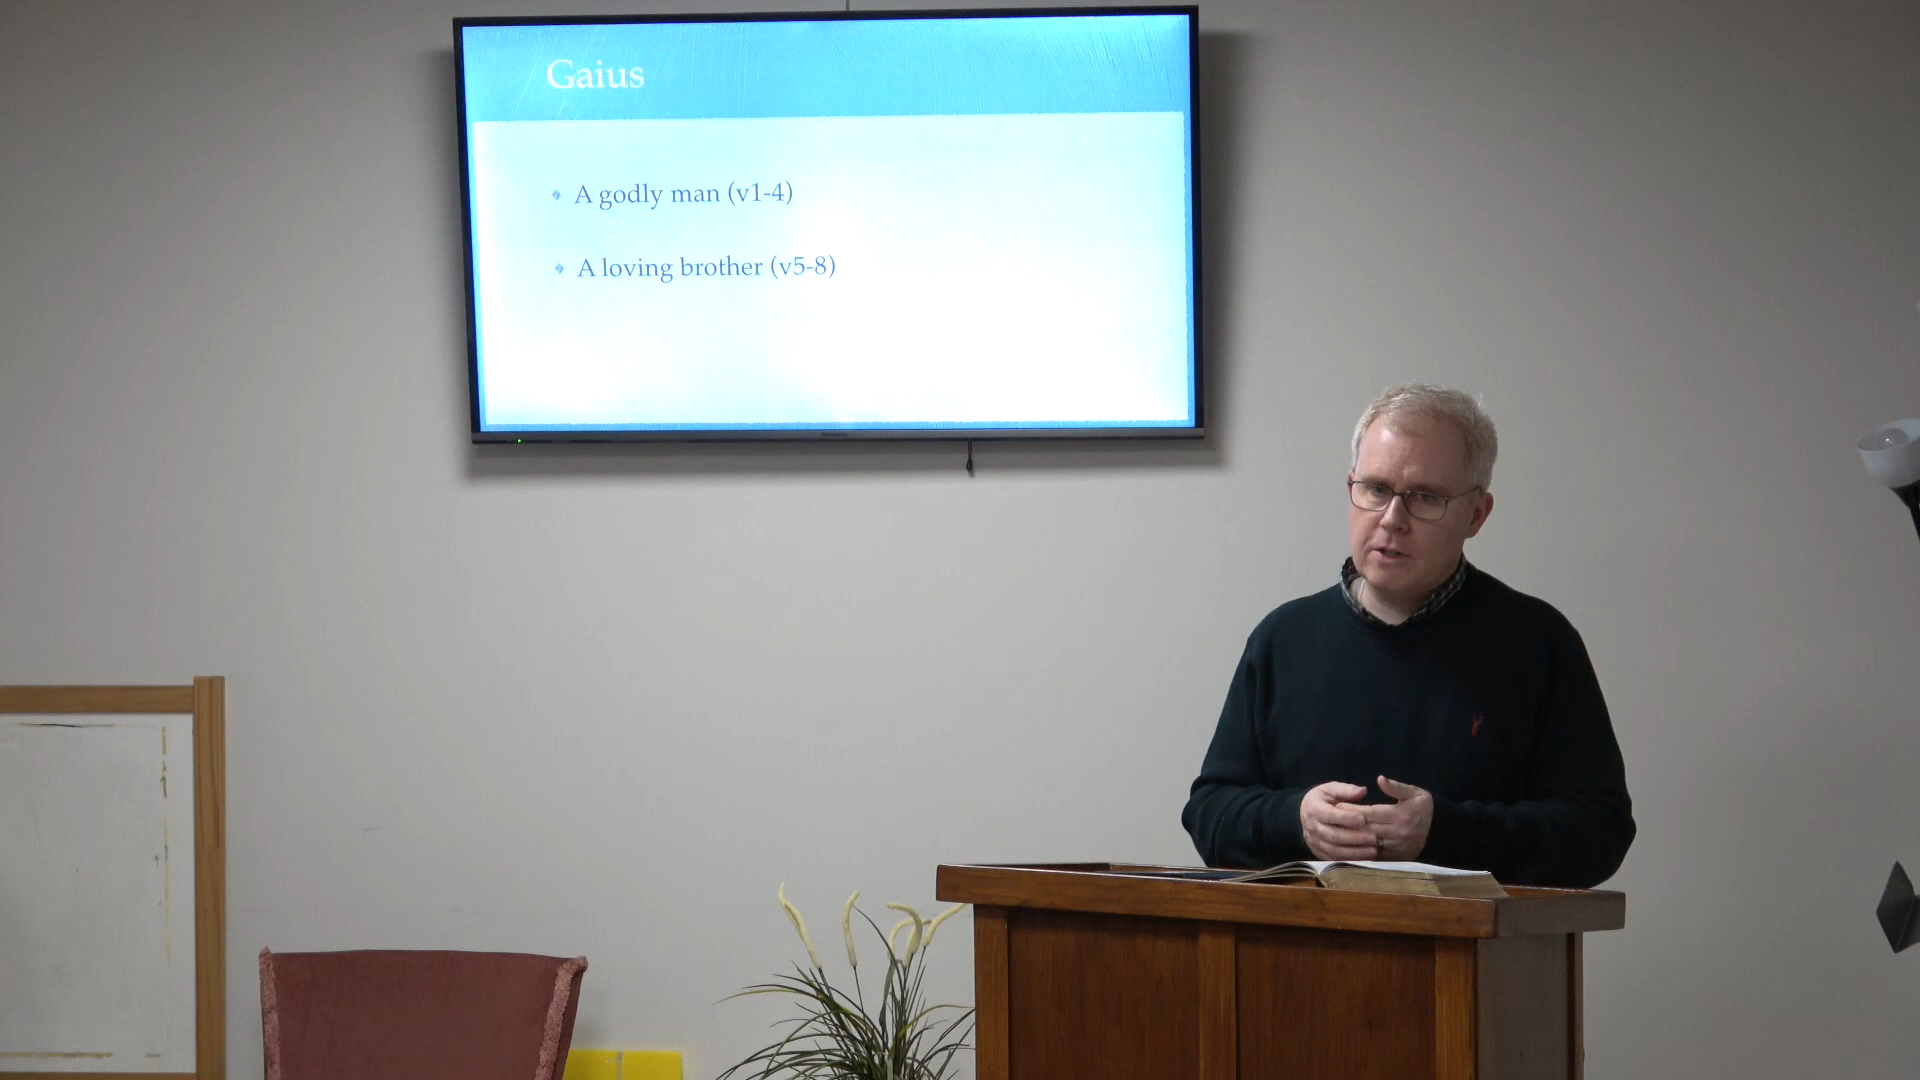 Gaius
A godly man (v1-4)
A loving brother (v5-8)